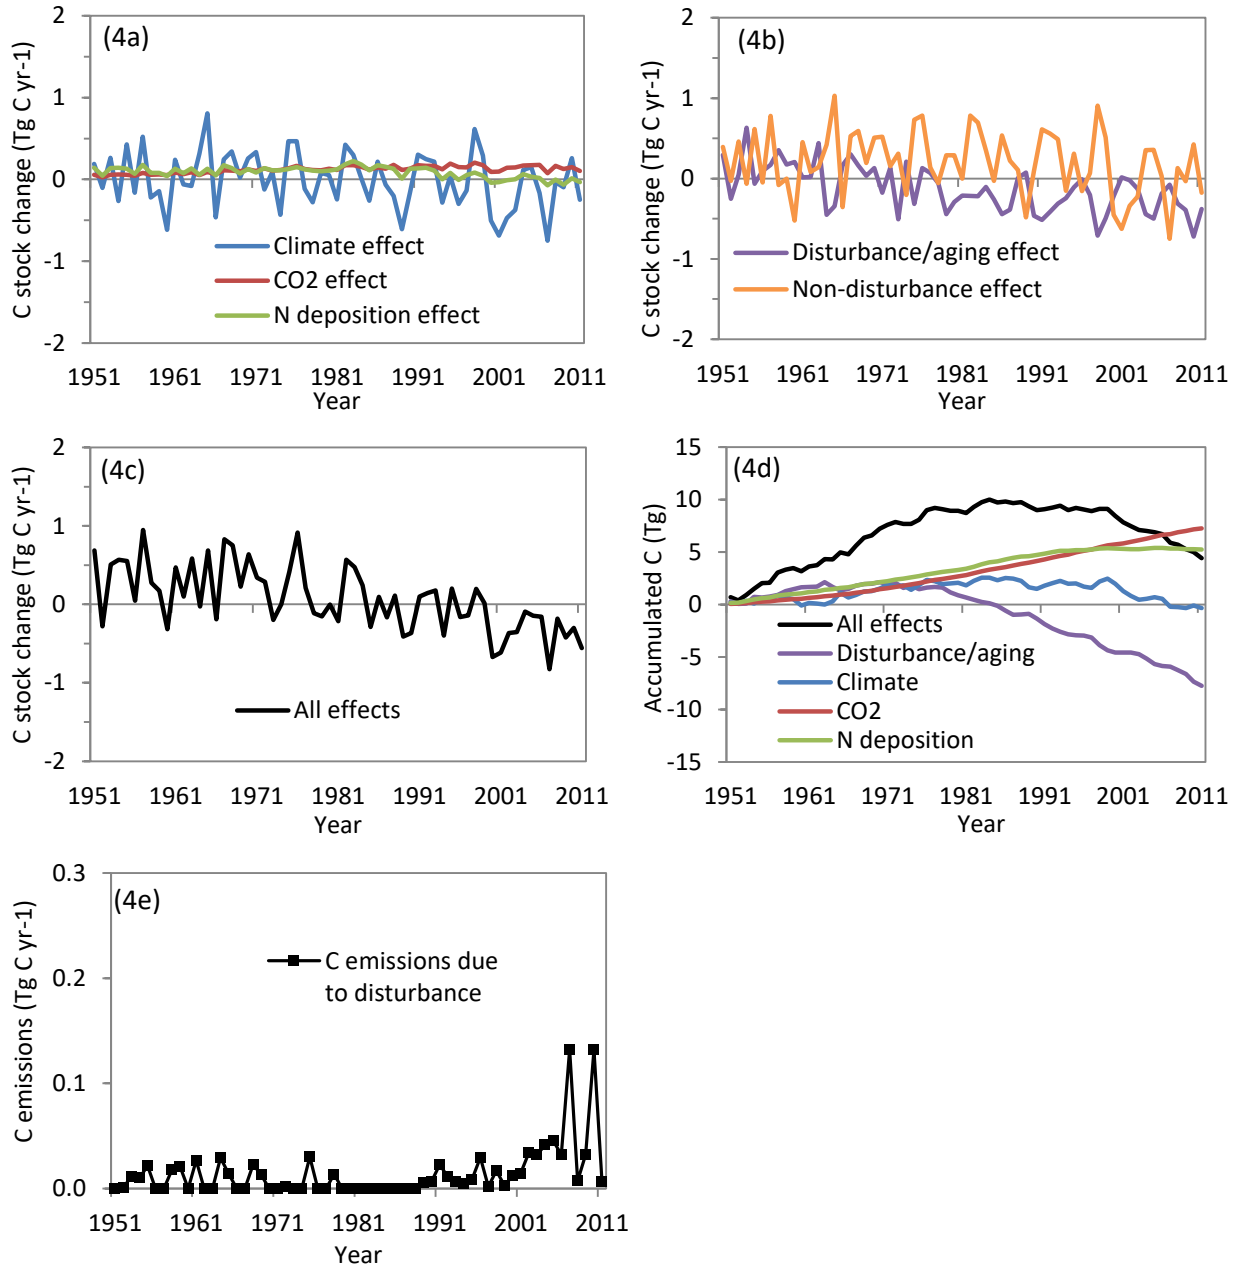 (4a)
C stock change (Tg C yr-1)
2
1
0
-1
-2
Climate effect
CO2 effect
N deposition effect
1951 1961 1971 1981 1991 2001 2011
Year
(4b)
C stock change (Tg C yr-1)
2
1
0
-1
-2
Disturbance/aging effect
Non-disturbance effect
1951 1961 1971 1981 1991 2001 2011
Year
(4c)
C stock change (Tg C yr-1)
2
1
0
-1
-2
All effects
1951 1961 1971 1981 1991 2001 2011
Year
(4d)
Accumulated C (Tg)
15
10
5
0
-5
-10
-15
All effects
Disturbance/aging
Climate
CO2
N deposition
1951 1961 1971 1981 1991 2001 2011
Year
(4e)
C emissions (Tg C yr-1)
0.3
0.2
0.1
0.0
C emissions due
to disturbance
1951 1961 1971 1981 1991 2001 2011
Year